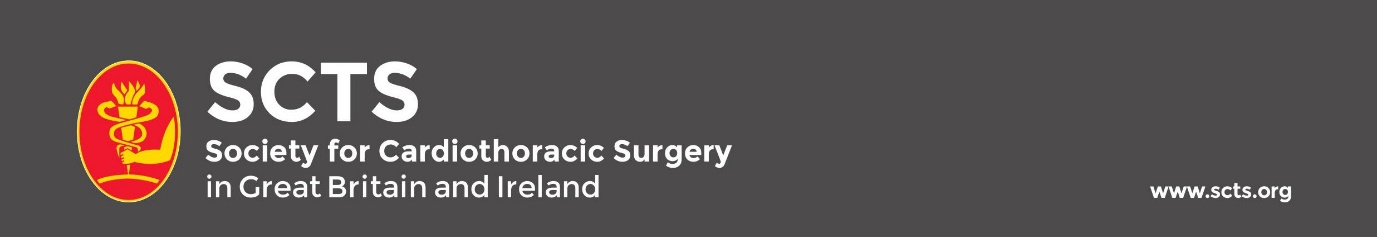 SCTS
Society for Cardiothoracic Surgery
in Great Britain and Ireland
www.scts.org